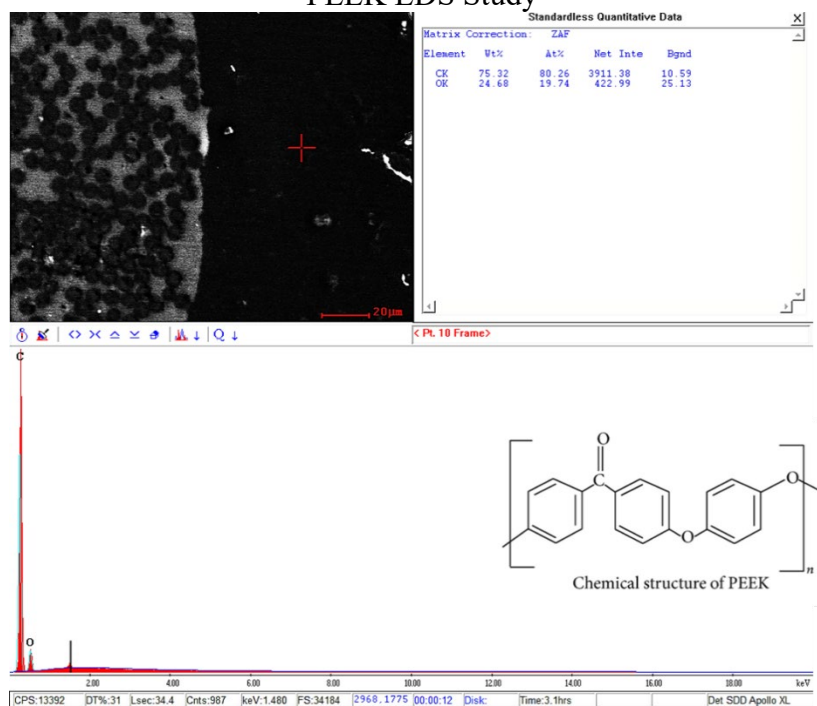 PEEK EDS Study
Standardless Quantitative Data
Matrix Correction: ZAF
Element Wt% At% Net Inte Bgnd
CK 75.32 80.26 3911.38 10.59
OK 24.68 19.74 422.99 25.13
20µm
Q
< Pt. 10 Frame>
C
O
2.00 4.00 6.00 8.00 10.00 12.00 14.00 16.00 18.00 keV
O
C
O
O
n
Chemical structure of PEEK
CPS:13392 DT%:31 Lsec:34.4 Cnts:987 keV:1.480 FS:34184 2968,1775 00:00:12 Disk: Time:3.1hrs Det SDD Apollo XL